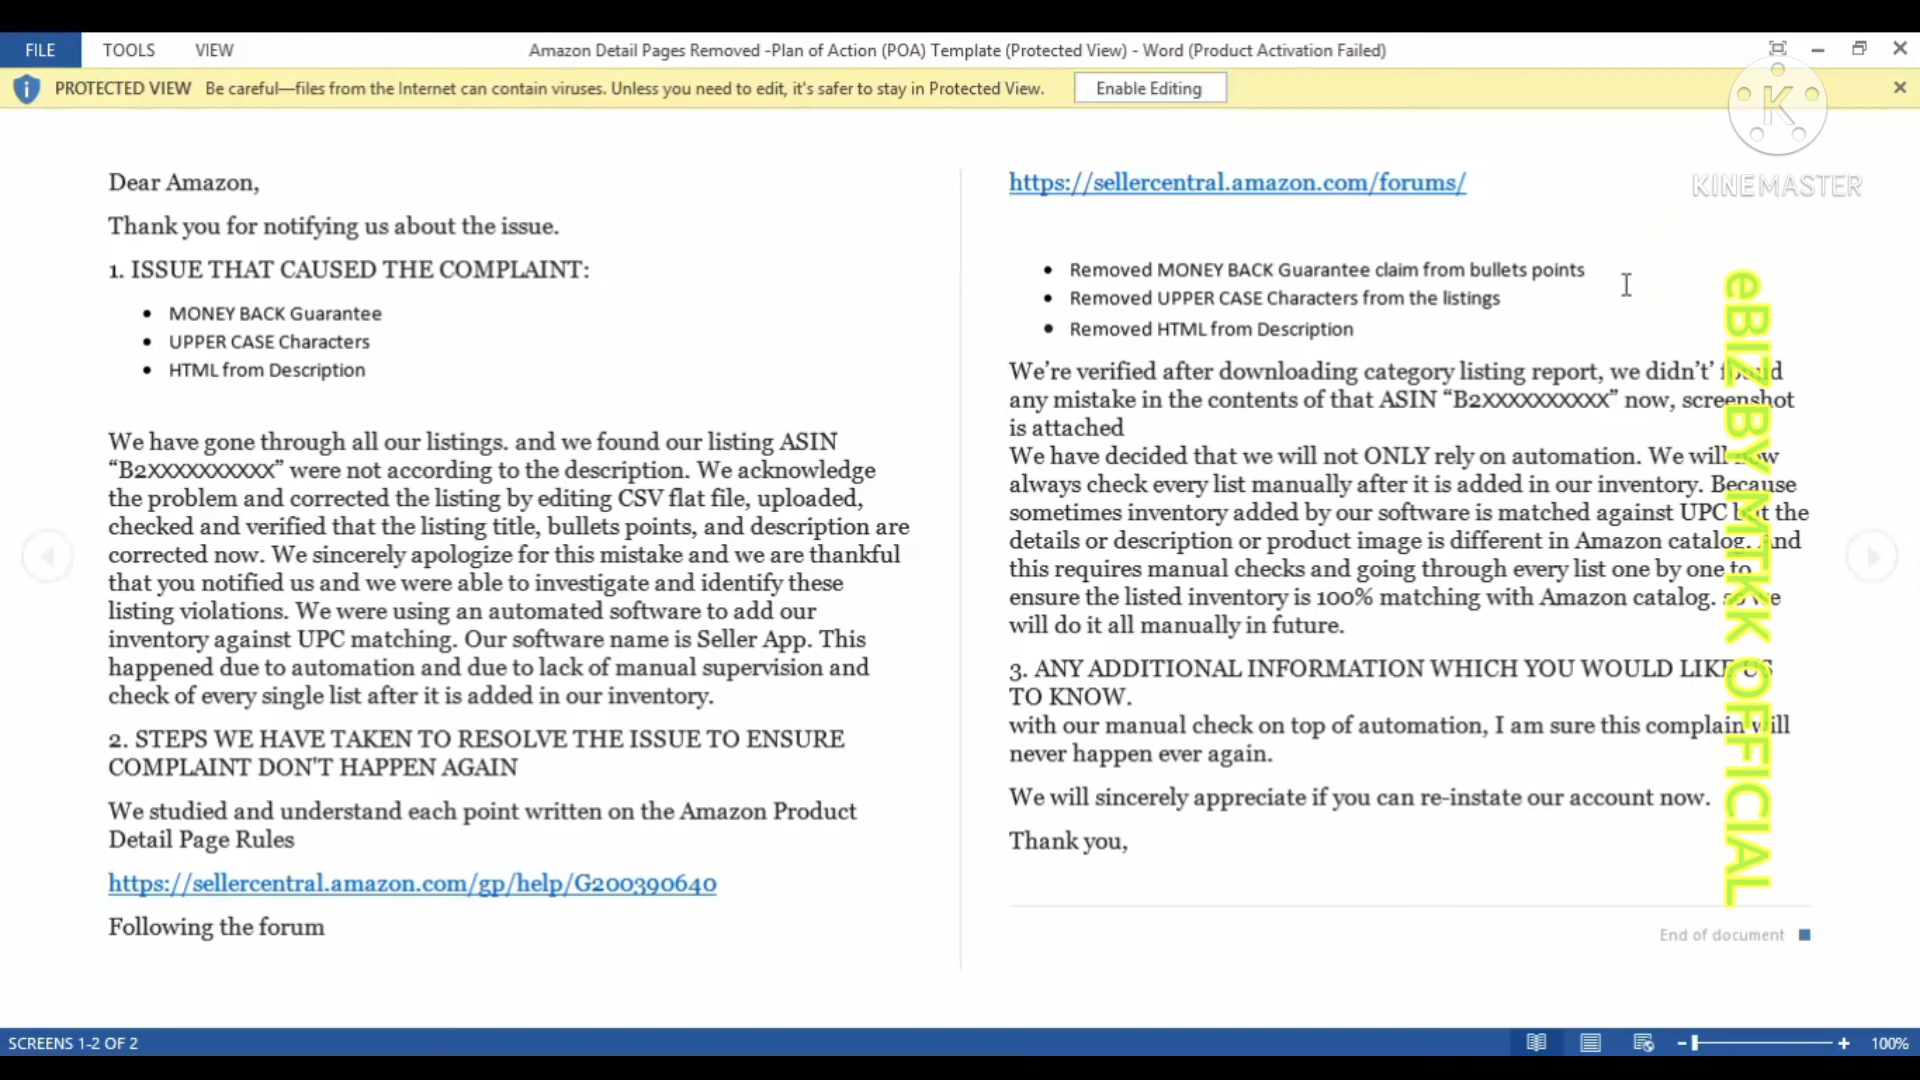 FILE TOOLS VIEW Amazon Detail Pages Removed -Plan of Action (POA) Template (Protected View) - Word (Product Activation Failed)
PROTECTED VIEW Be careful—files from the Internet can contain viruses. Unless you need to edit, it's safer to stay in Protected View. Enable Editing
K
KINEMASTER
Dear Amazon,
Thank you for notifying us about the issue.
1. ISSUE THAT CAUSED THE COMPLAINT:
• MONEY BACK Guarantee
• UPPER CASE Characters
• HTML from Description
We have gone through all our listings. and we found our listing ASIN
“B2XXXXXXXXXX” were not according to the description. We acknowledge
the problem and corrected the listing by editing CSV flat file, uploaded,
checked and verified that the listing title, bullets points, and description are
corrected now. We sincerely apologize for this mistake and we are thankful
that you notified us and we were able to investigate and identify these
listing violations. We were using an automated software to add our
inventory against UPC matching. Our software name is Seller App. This
happened due to automation and due to lack of manual supervision and
check of every single list after it is added in our inventory.
2. STEPS WE HAVE TAKEN TO RESOLVE THE ISSUE TO ENSURE
COMPLAINT DON'T HAPPEN AGAIN
We studied and understand each point written on the Amazon Product
Detail Page Rules
https://sellercentral.amazon.com/gp/help/G200390640
Following the forum
https://sellercentral.amazon.com/forums/
• Removed MONEY BACK Guarantee claim from bullets points
• Removed UPPER CASE Characters from the listings
• Removed HTML from Description
We’re verified after downloading category listing report, we didn’t’
any mistake in the contents of that ASIN “B2XXXXXXXXXX” now, screenshot
is attached
We have decided that we will not ONLY rely on automation. We will now
always check every list manually after it is added in our inventory. Because
sometimes inventory added by our software is matched against UPC but the
details or description or product image is different in Amazon catalog. And
this requires manual checks and going through every list one by one to
ensure the listed inventory is 100% matching with Amazon catalog. so we
will do it all manually in future.
3. ANY ADDITIONAL INFORMATION WHICH YOU WOULD LIKE US
TO KNOW.
with our manual check on top of automation, I am sure this complain will
never happen ever again.
We will sincerely appreciate if you can re-instate our account now.
Thank you,
End of document
eBIZ BY MTKK OFFICIAL
SCREENS 1-2 OF 2 100%